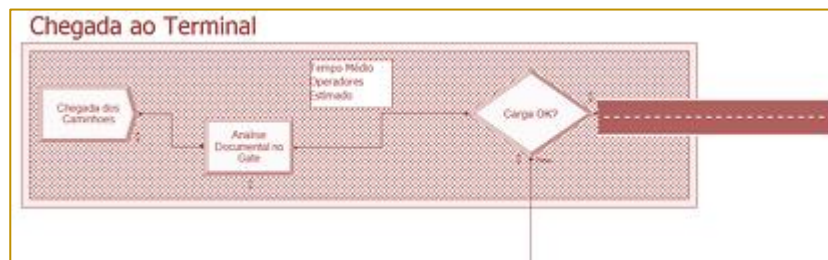 Chegada ao Terminal
Tempo Médio
Operadores
Estimado
Chegada dos
Caminhoes
Análise
Documental no
Gate
Carga OK?